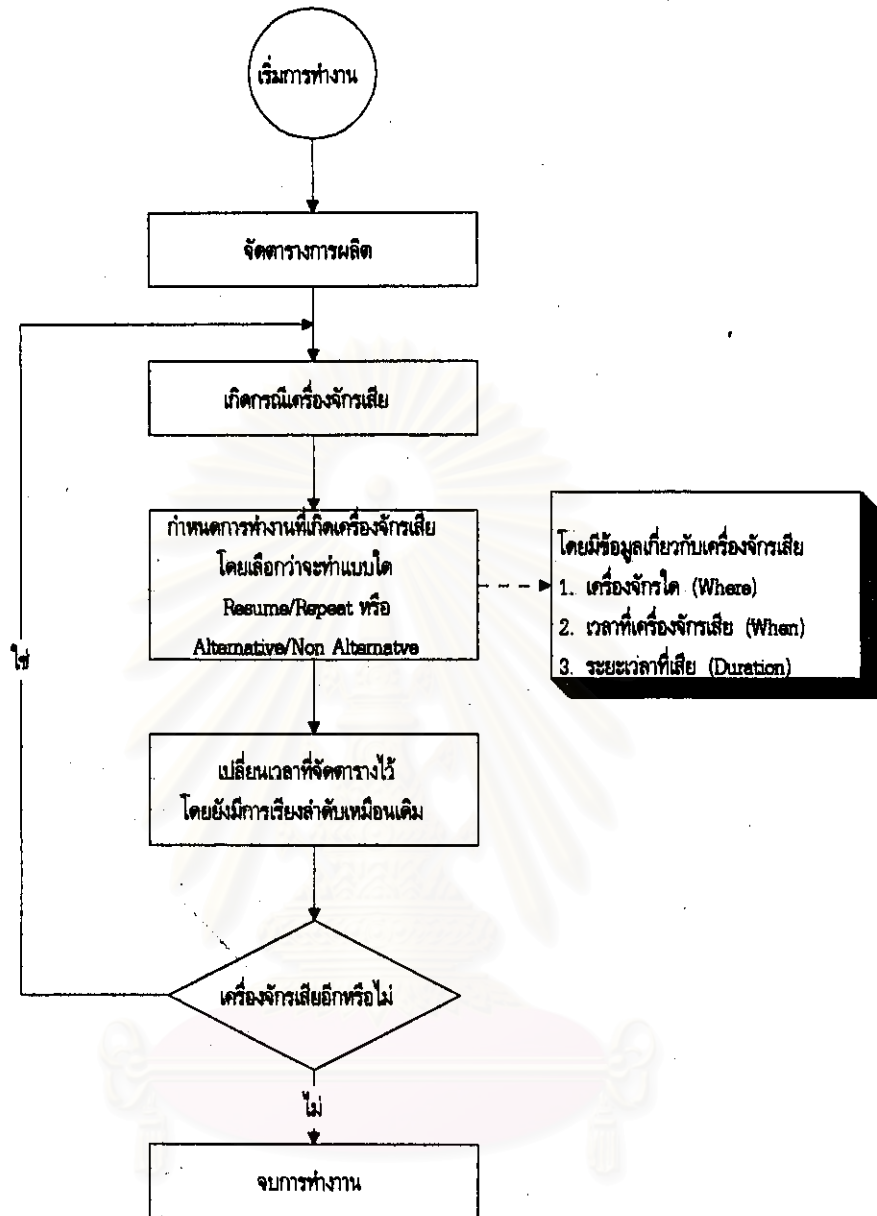 เริ่มการทำงาน
จัดตารางการผลิต
เกิดกรณีเครื่องจักรเสีย
กำหนดการทำงานที่เกิดเครื่องจักรเสีย
โดยเลือกว่าจะทำแบบใด
Resume/Repeat หรือ
Alternative/Non Alternatve
โดยมีข้อมูลเกี่ยวกับเครื่องจักรเสีย
1. เครื่องจักรใด (Where)
2. เวลาที่เครื่องจักรเสีย (When)
3. ระยะเวลาที่เสีย (Duration)
ใช่
เปลี่ยนเวลาที่จัดตารางไว้
โดยยังมีการเรียงลำดับเหมือนเดิม
เครื่องจักรเสียอีกหรือไม่
ไม่
จบการทำงาาน